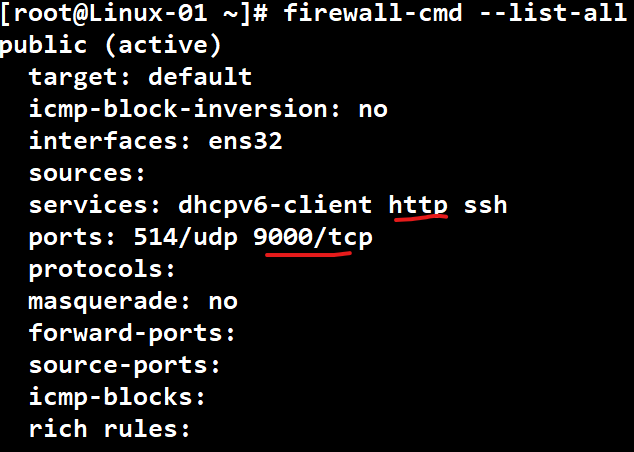 [root@Linux-01 ~]# firewall-cmd --list-all
public (active)
  target: default
  icmp-block-inversion: no
  interfaces: ens32
  sources:
  services: dhcpv6-client http ssh
  ports: 514/udp 9000/tcp
  protocols:
  masquerade: no
  forward-ports:
  source-ports:
  icmp-blocks:
  rich rules: